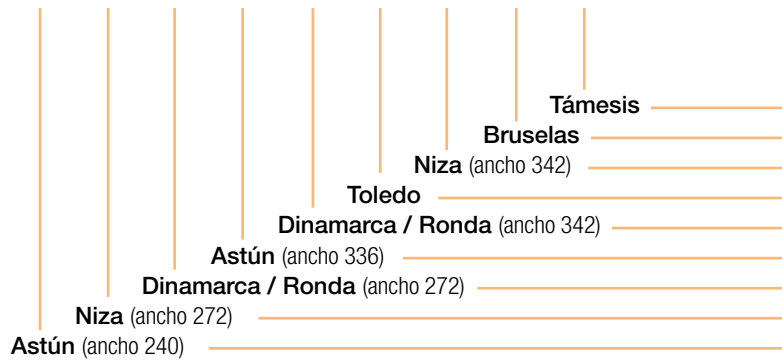 Támesis
Bruselas
Niza (ancho 342)
Toledo
Dinamarca / Ronda (ancho 342)
Astún (ancho 336)
Dinamarca / Ronda (ancho 272)
Niza (ancho 272)
Astún (ancho 240)